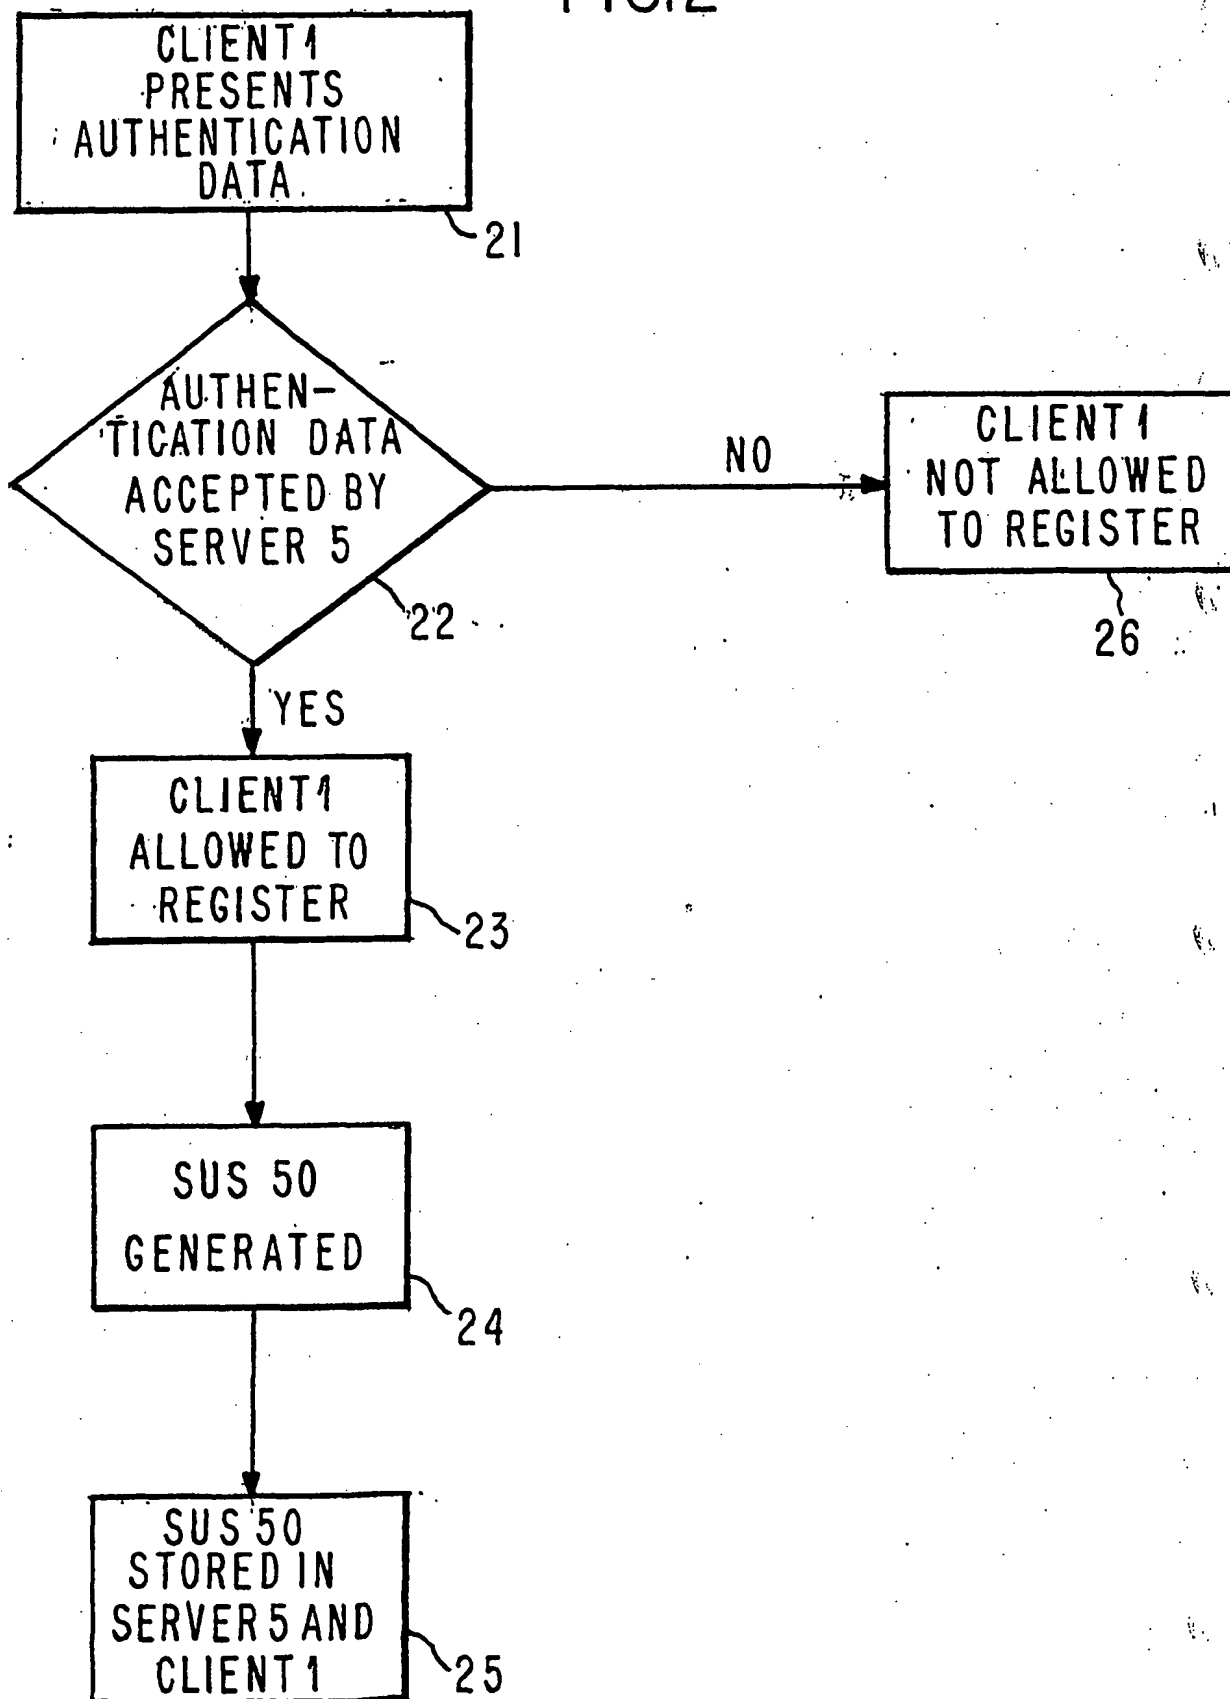 FIG.2
CLIENT 1
PRESENTS
AUTHENTICATION
DATA.
21
AUTHEN-
TICATION DATA
ACCEPTED BY
SERVER 5
22
NO
CLIENT 1
NOT ALLOWED
TO REGISTER
26
YES
CLIENT 1
ALLOWED TO
REGISTER
23
SUS 50
GENERATED
24
SUS 50
STORED IN
SERVER 5 AND
CLIENT 1
25